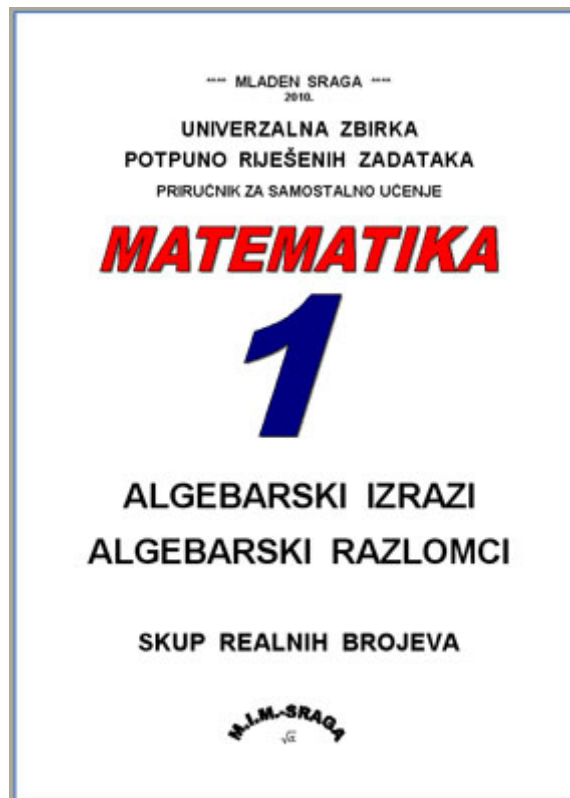 ---- MLADEN SRAGA ----
2010.
UNIVERZALNA ZBIRKA
POTPUNO RIJEŠENIH ZADATAKA
PRIRUČNIK ZA SAMOSTALNO UČENJE
MATEMATIKA
1
ALGEBARSKI IZRAZI
ALGEBARSKI RAZLOMCI
SKUP REALNIH BROJEVA
M.I.M.-SRAGA
√α